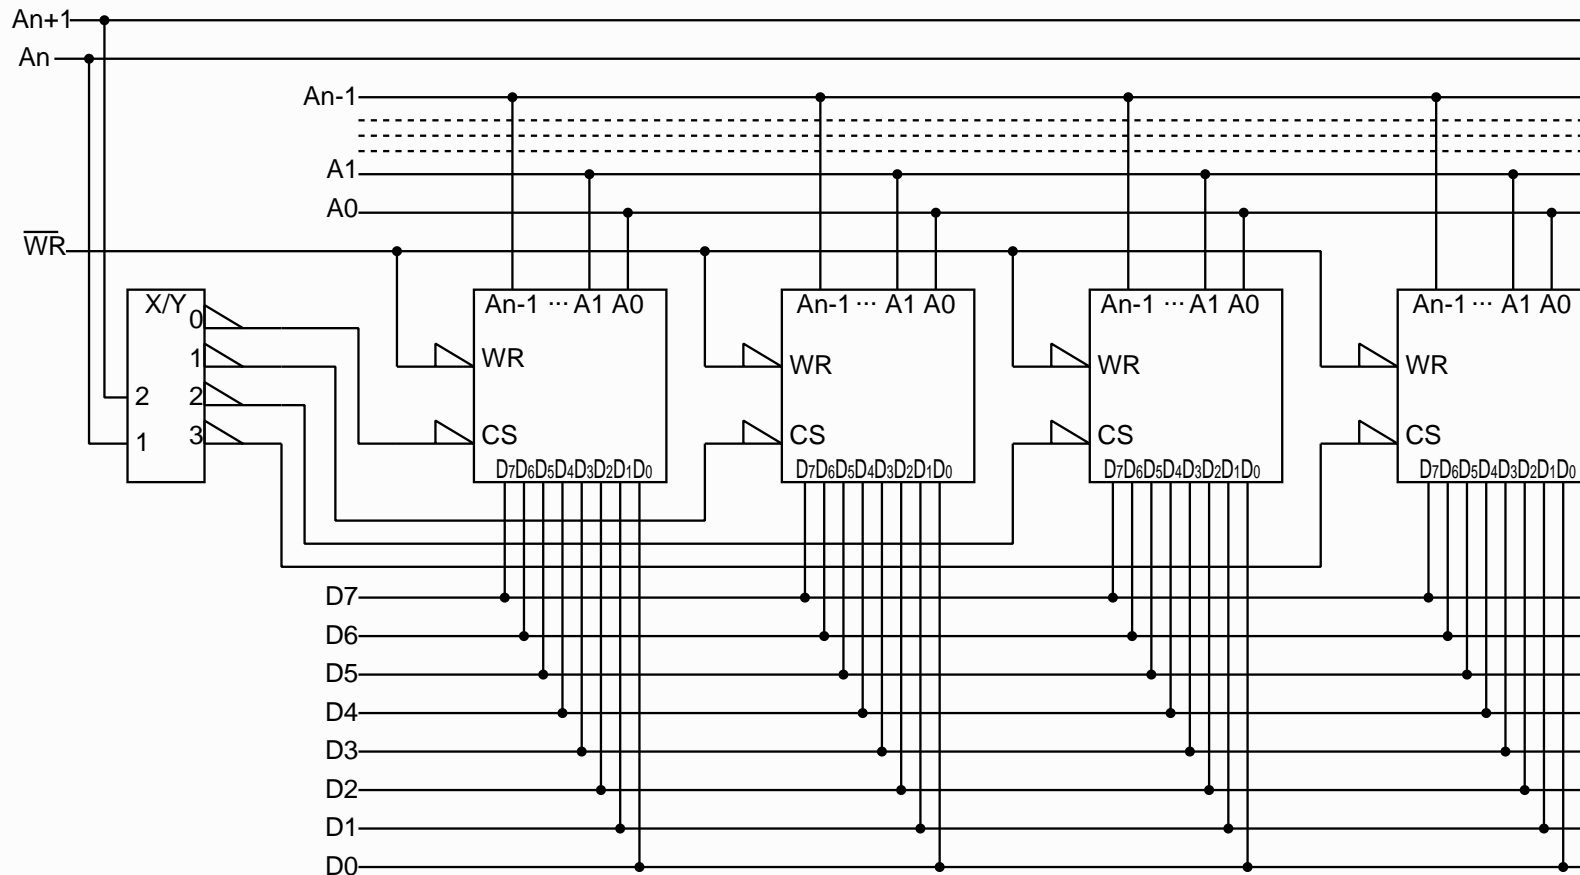 An+1
An
An-1
A1
A0
W̅R̅
X/Y
0
1
2
3
2
1
An-1 ··· A1 A0
WR
CS
D7D6D5D4D3D2D1D0
An-1 ··· A1 A0
WR
CS
D7D6D5D4D3D2D1D0
An-1 ··· A1 A0
WR
CS
D7D6D5D4D3D2D1D0
An-1 ··· A1 A0
WR
CS
D7D6D5D4D3D2D1D0
D7
D6
D5
D4
D3
D2
D1
D0